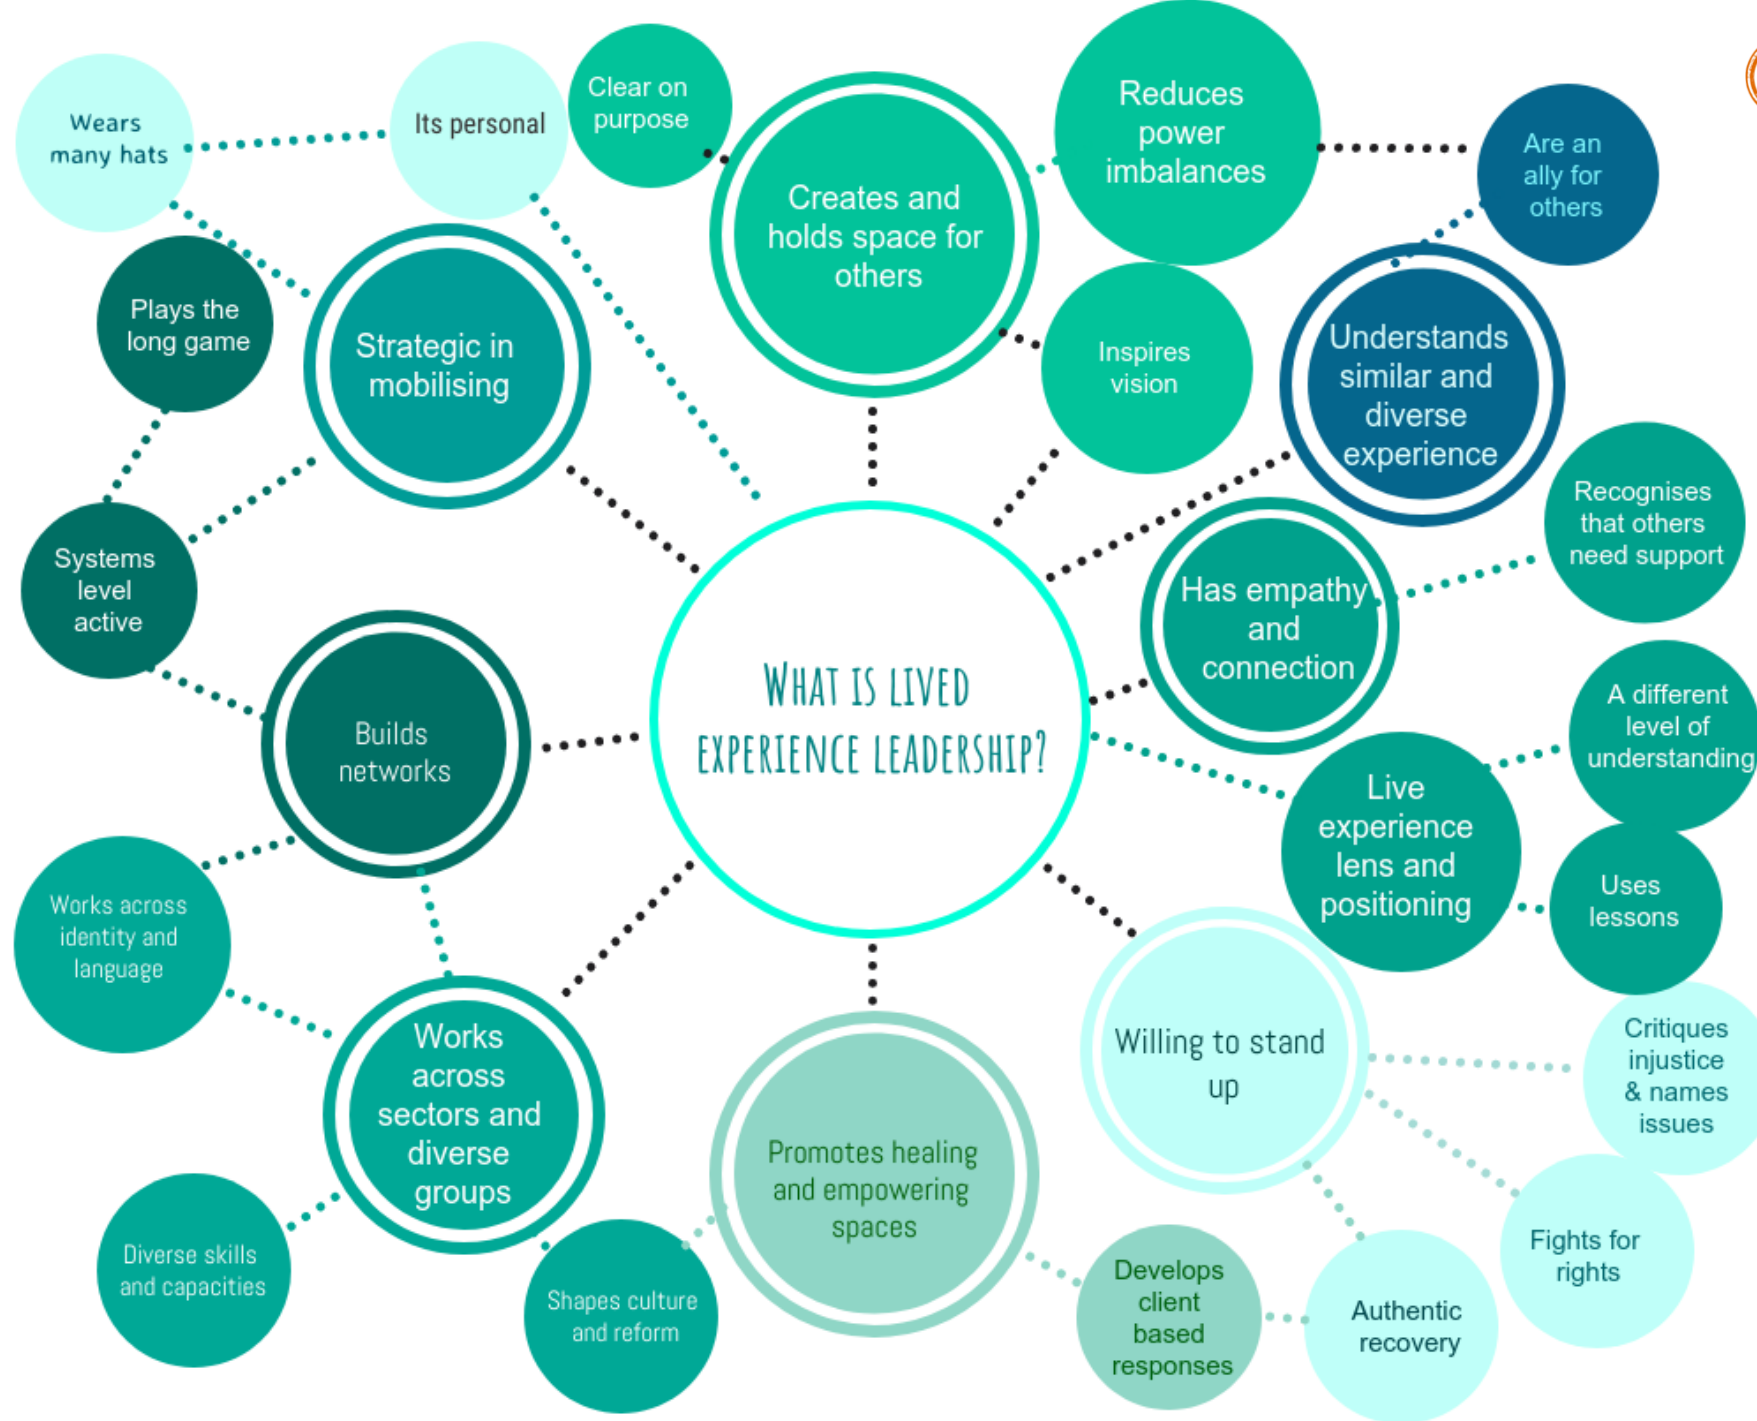 Wears
many hats
Its personal
Clear on
purpose
Creates and
holds space for
others
Reduces
power
imbalances
Are an
ally for
others
Plays the
long game
Strategic in
mobilising
Inspires
vision
Understands
similar and
diverse
experience
Systems
level
active
Has empathy
and
connection
Recognises
that others
need support
Builds
networks
WHAT IS LIVED
EXPERIENCE LEADERSHIP?
A different
level of
understanding
Live
experience
lens and
positioning
Uses
lessons
Works across
identity and
language
Works
across
sectors and
diverse
groups
Promotes healing
and empowering
spaces
Willing to stand
up
Critiques
injustice
& names
issues
Diverse skills
and capacities
Shapes culture
and reform
Develops
client
based
responses
Authentic
recovery
Fights for
rights